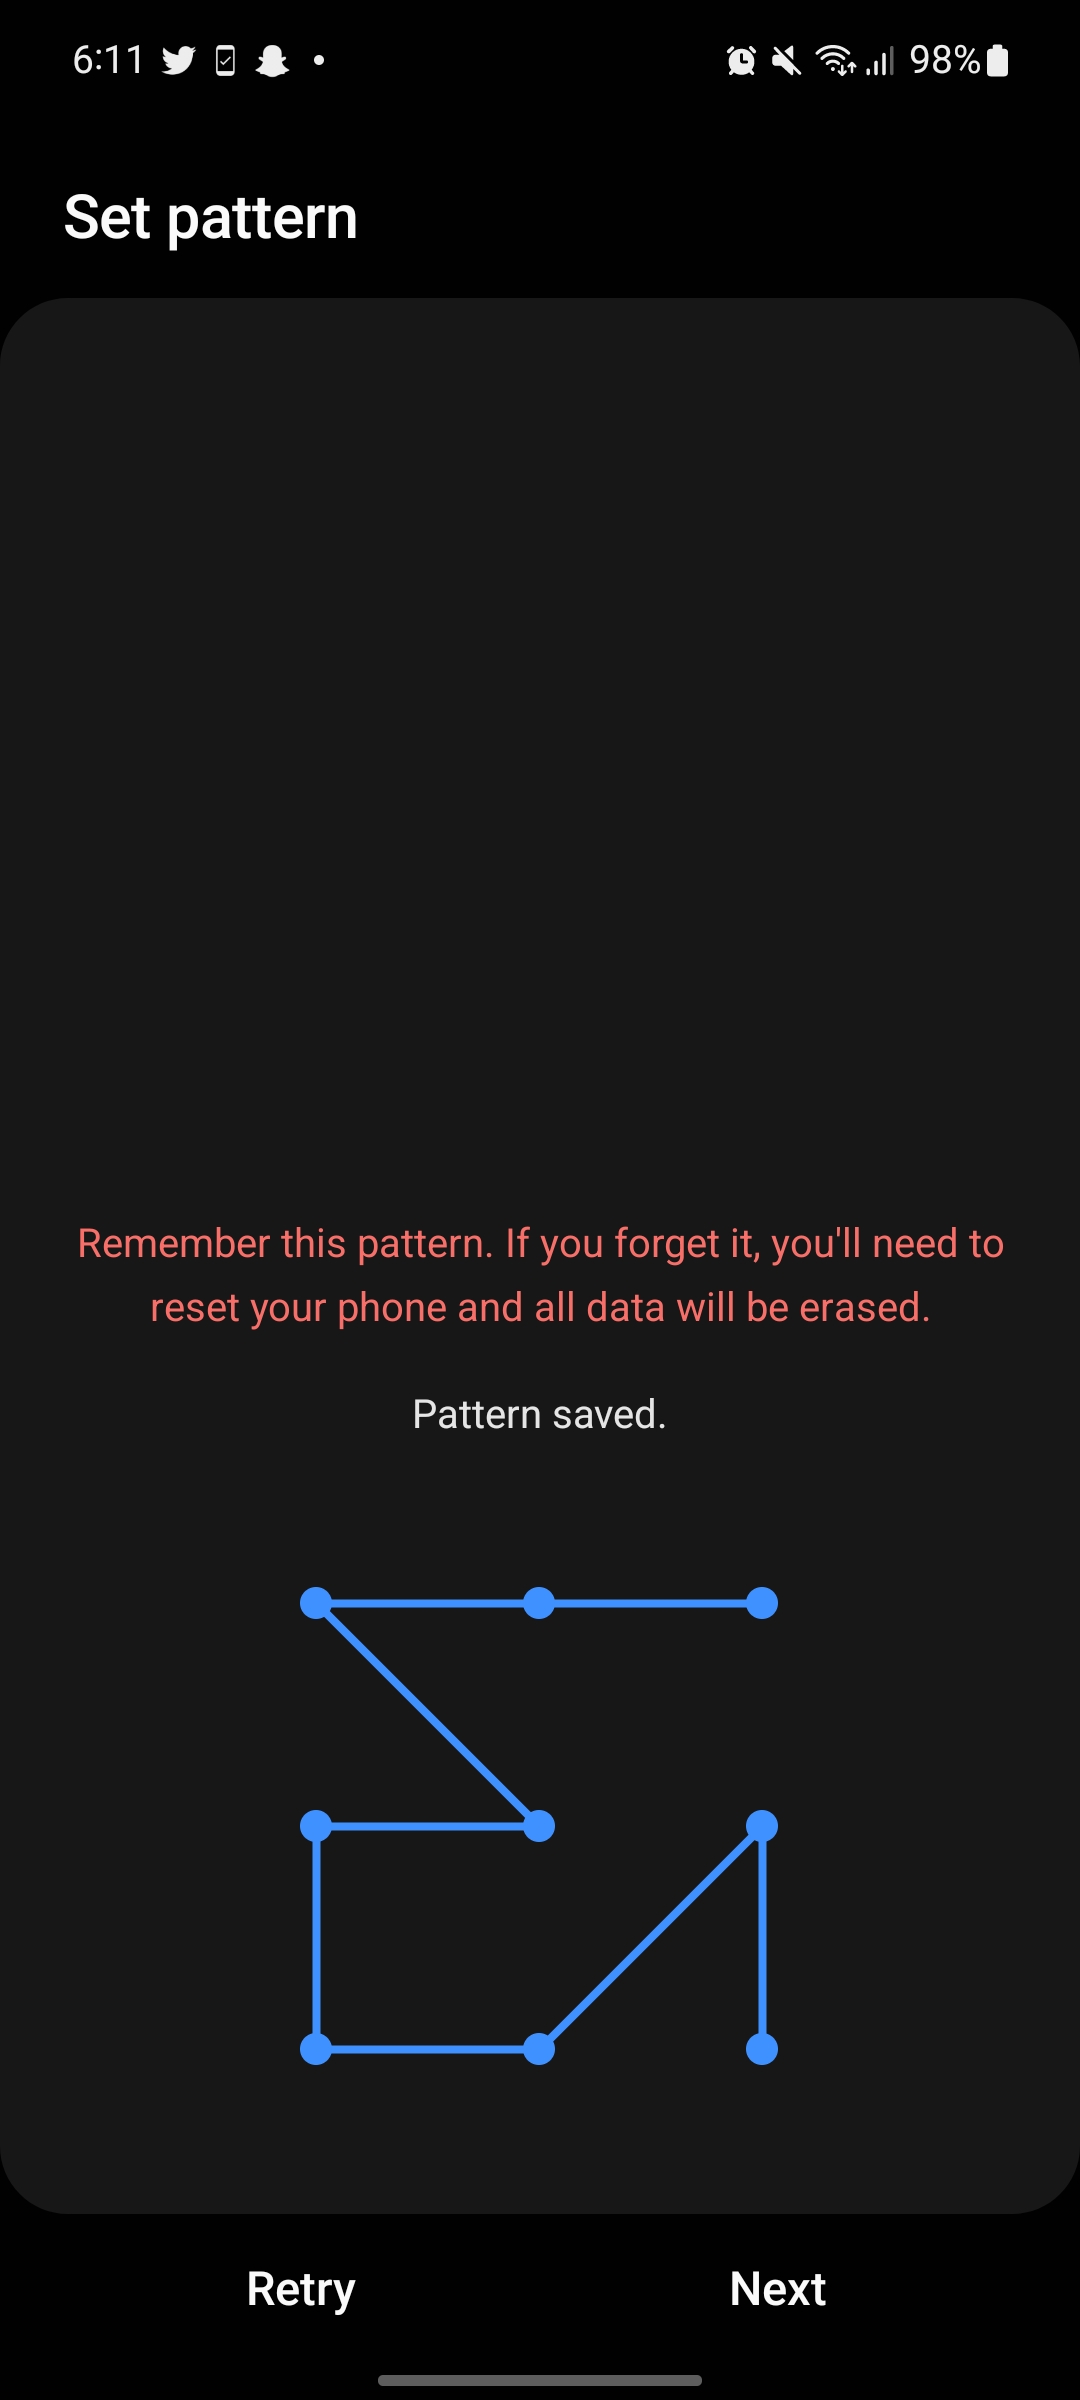 6:11 98%
Set pattern
Remember this pattern. If you forget it, you'll need to
reset your phone and all data will be erased.
Pattern saved.
Retry Next